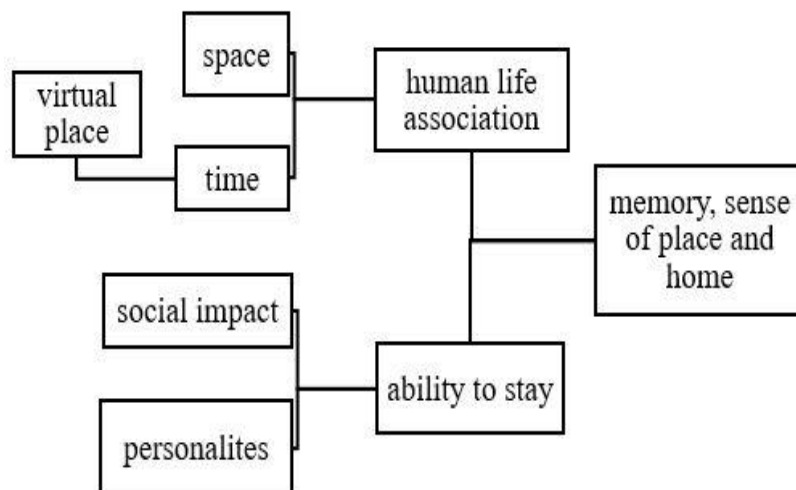 space
virtual
place
time
human life
association
memory, sense
of place and
home
social impact
ability to stay
personalites